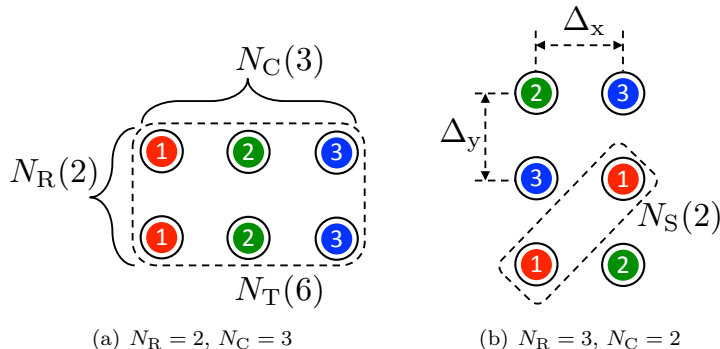 N_C(3)
1 2 3
N_R(2)
1 2 3
N_T(6)
(a) N_R = 2, N_C = 3
Δ_x
2 3
Δ_y
3 1
N_S(2)
1 2
(b) N_R = 3, N_C = 2